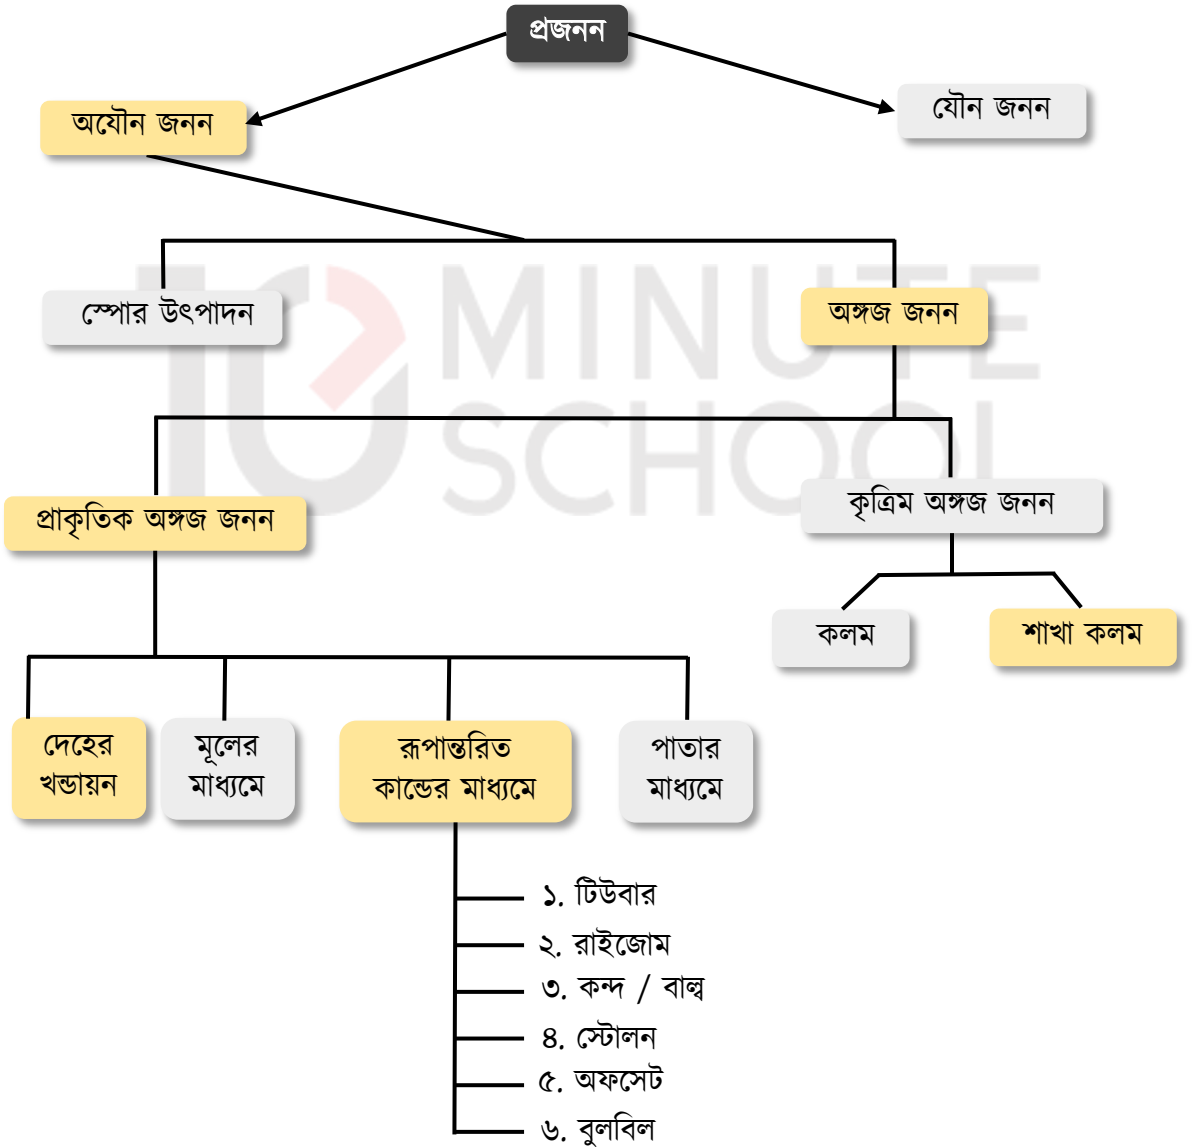 প্রজনন
অযৌন জনন
যৌন জনন
স্পোর উৎপাদন
অঙ্গজ জনন
10 MINUTE
SCHOOL
প্রাকৃতিক অঙ্গজ জনন
কৃত্রিম অঙ্গজ জনন
কলম
শাখা কলম
দেহের
খন্ডায়ন
মূলের
মাধ্যমে
রূপান্তরিত
কান্ডের মাধ্যমে
পাতার
মাধ্যমে
১. টিউবার
২. রাইজোম
৩. কন্দ / বাল্ব
৪. স্টোলন
৫. অফসেট
৬. বুলবিল